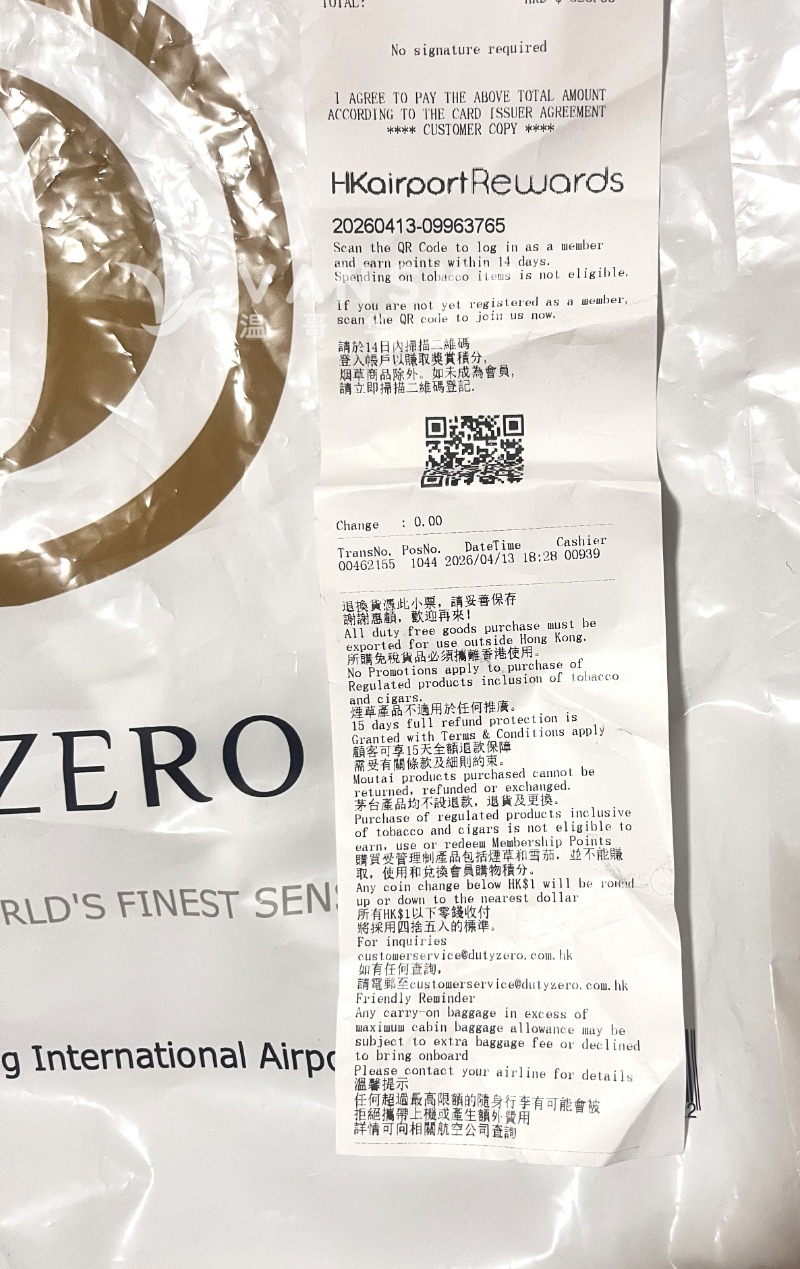 TOTAL:
No signature required
I AGREE TO PAY THE ABOVE TOTAL AMOUNT
ACCORDING TO THE CARD ISSUER AGREEMENT
**** CUSTOMER COPY ****
HKairportRewards
20260413-09963765
Scan the QR Code to log in as a member
and earn points within 14 days.
Spending on tobacco items is not eligible.
If you are not yet registered as a member,
scan the QR code to join us now.
請於14日內掃描二維碼
登入帳戶以賺取獎賞積分,
烟草商品除外。如未成為會員,
請立即掃描二維碼登記.
Change : 0.00
TransNo. PosNo. DateTime Cashier
00462155 1044 2026/04/13 18:28 00939
退換貨憑此小票, 請妥善保存
謝謝惠顧, 歡迎再來!
All duty free goods purchase must be
exported for use outside Hong Kong.
所購免稅貨品必須攜離香港使用。
No Promotions apply to purchase of
Regulated products inclusion of tobacco
and cigars.
煙草產品不適用於任何推廣。
15 days full refund protection is
Granted with Terms & Conditions apply
顧客可享15天全額退款保障
需受有關條款及細則約束。
Moutai products purchased cannot be
returned, refunded or exchanged.
茅台產品均不設退款, 退貨及更換。
Purchase of regulated products inclusive
of tobacco and cigars is not eligible to
earn, use or redeem Membership Points
購買受管理制產品包括煙草和雪茄, 並不能賺
取, 使用和兌換會員購物積分。
Any coin change below HK$1 will be round
up or down to the nearest dollar
所有HK$1以下零錢收付
將採用四捨五入的標準。
For inquiries
customerservice@dutyzero.com.hk
如有任何查詢,
請電郵至customerservice@dutyzero.com.hk
Friendly Reminder
Any carry-on baggage in excess of
maximum cabin baggage allowance may be
subject to extra baggage fee or declined
to bring onboard
Please contact your airline for details
溫馨提示
任何超過最高限額的隨身行李有可能會被
拒絕攜帶上機或產生額外費用
詳情可向相關航空公司查詢
ZERO
RLD'S FINEST SENS
g International Airpo
2